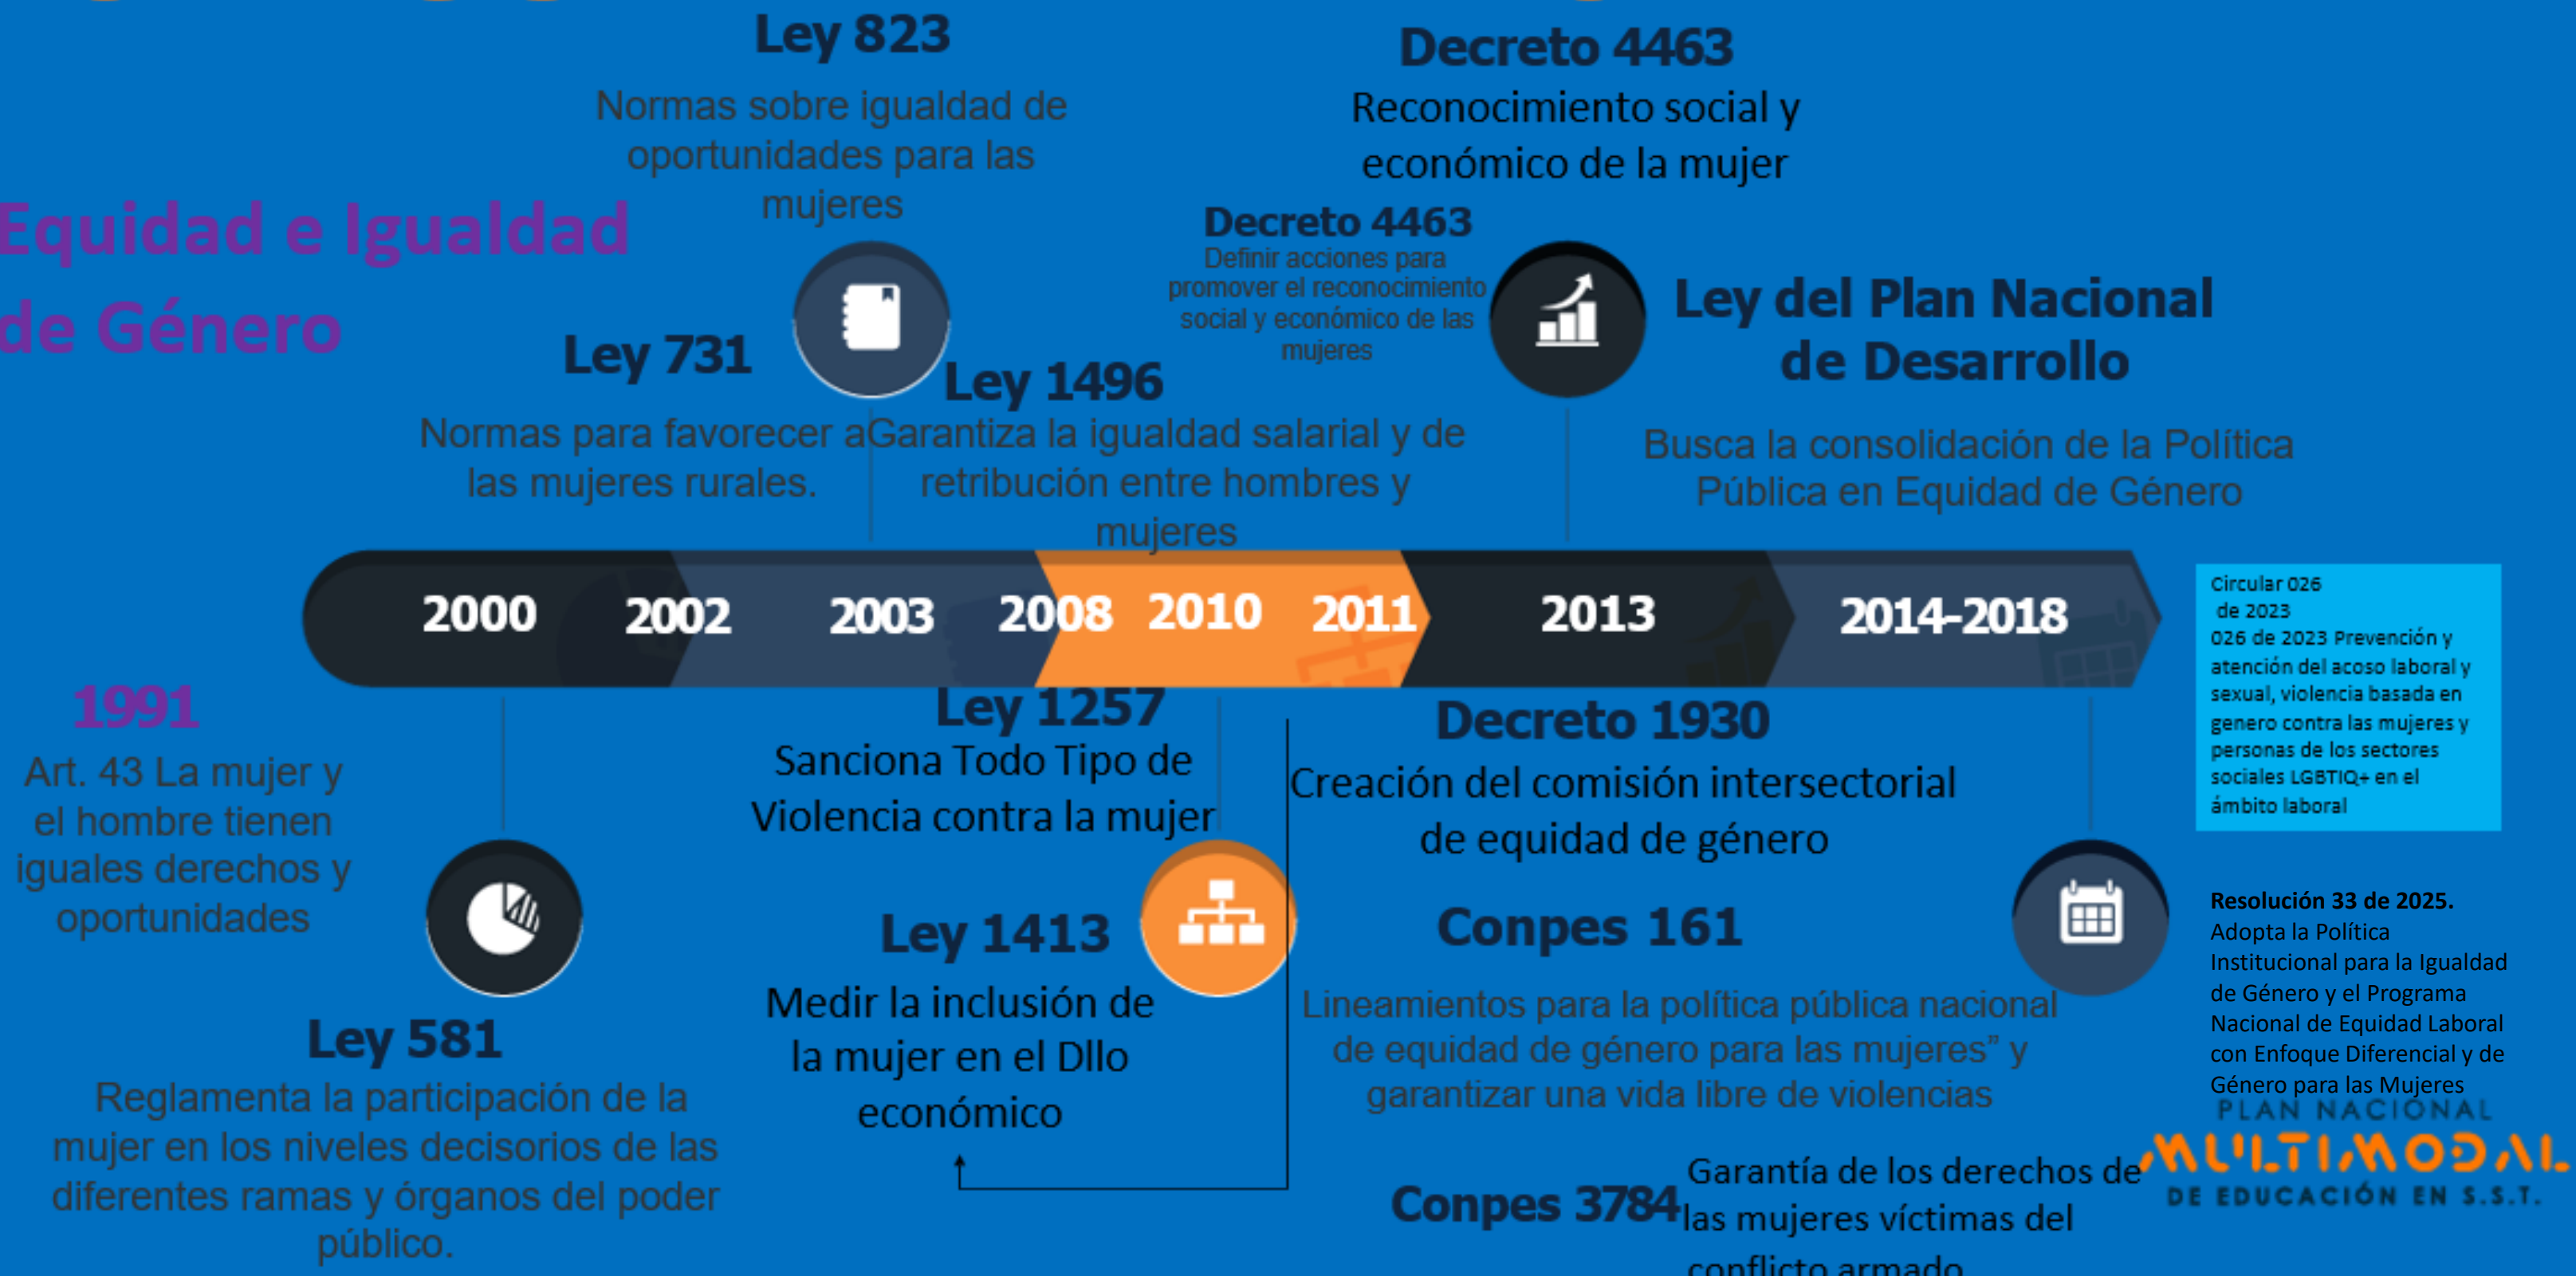 Equidad e Igualdad
de Género
Ley 823
Normas sobre igualdad de
oportunidades para las
mujeres
Decreto 4463
Reconocimiento social y
económico de la mujer
Decreto 4463
Definir acciones para
promover el reconocimiento
social y económico de las
mujeres
Ley 731
Normas para favorecer a
las mujeres rurales.
Ley 1496
Garantiza la igualdad salarial y de
retribución entre hombres y
mujeres
Ley del Plan Nacional
de Desarrollo
Busca la consolidación de la Política
Pública en Equidad de Género
2000
2002
2003
2008
2010
2011
2013
2014-2018
Circular 026
de 2023
026 de 2023 Prevención y
atención del acoso laboral y
sexual, violencia basada en
genero contra las mujeres y
personas de los sectores
sociales LGBTIQ+ en el
ámbito laboral
1991
Art. 43 La mujer y
el hombre tienen
iguales derechos y
oportunidades
Ley 581
Reglamenta la participación de la
mujer en los niveles decisorios de las
diferentes ramas y órganos del poder
público.
Ley 1257
Sanciona Todo Tipo de
Violencia contra la mujer
Ley 1413
Medir la inclusión de
la mujer en el Dllo
económico
Decreto 1930
Creación del comisión intersectorial
de equidad de género
Conpes 161
Lineamientos para la política pública nacional
de equidad de género para las mujeres” y
garantizar una vida libre de violencias
Conpes 3784
Garantía de los derechos de
las mujeres víctimas del
conflicto armado
Resolución 33 de 2025.
Adopta la Política
Institucional para la Igualdad
de Género y el Programa
Nacional de Equidad Laboral
con Enfoque Diferencial y de
Género para las Mujeres
PLAN NACIONAL
MULTIMODAL
DE EDUCACIÓN EN S.S.T.